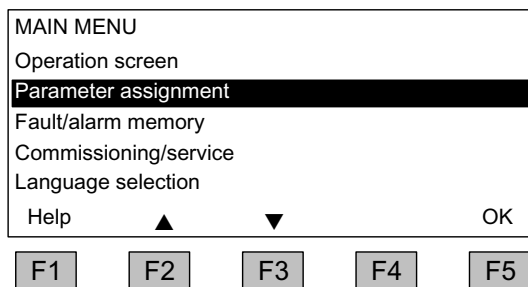 MAIN MENU
Operation screen
Parameter assignment
Fault/alarm memory
Commissioning/service
Language selection
Help ▲ ▼ OK
F1 F2 F3 F4 F5